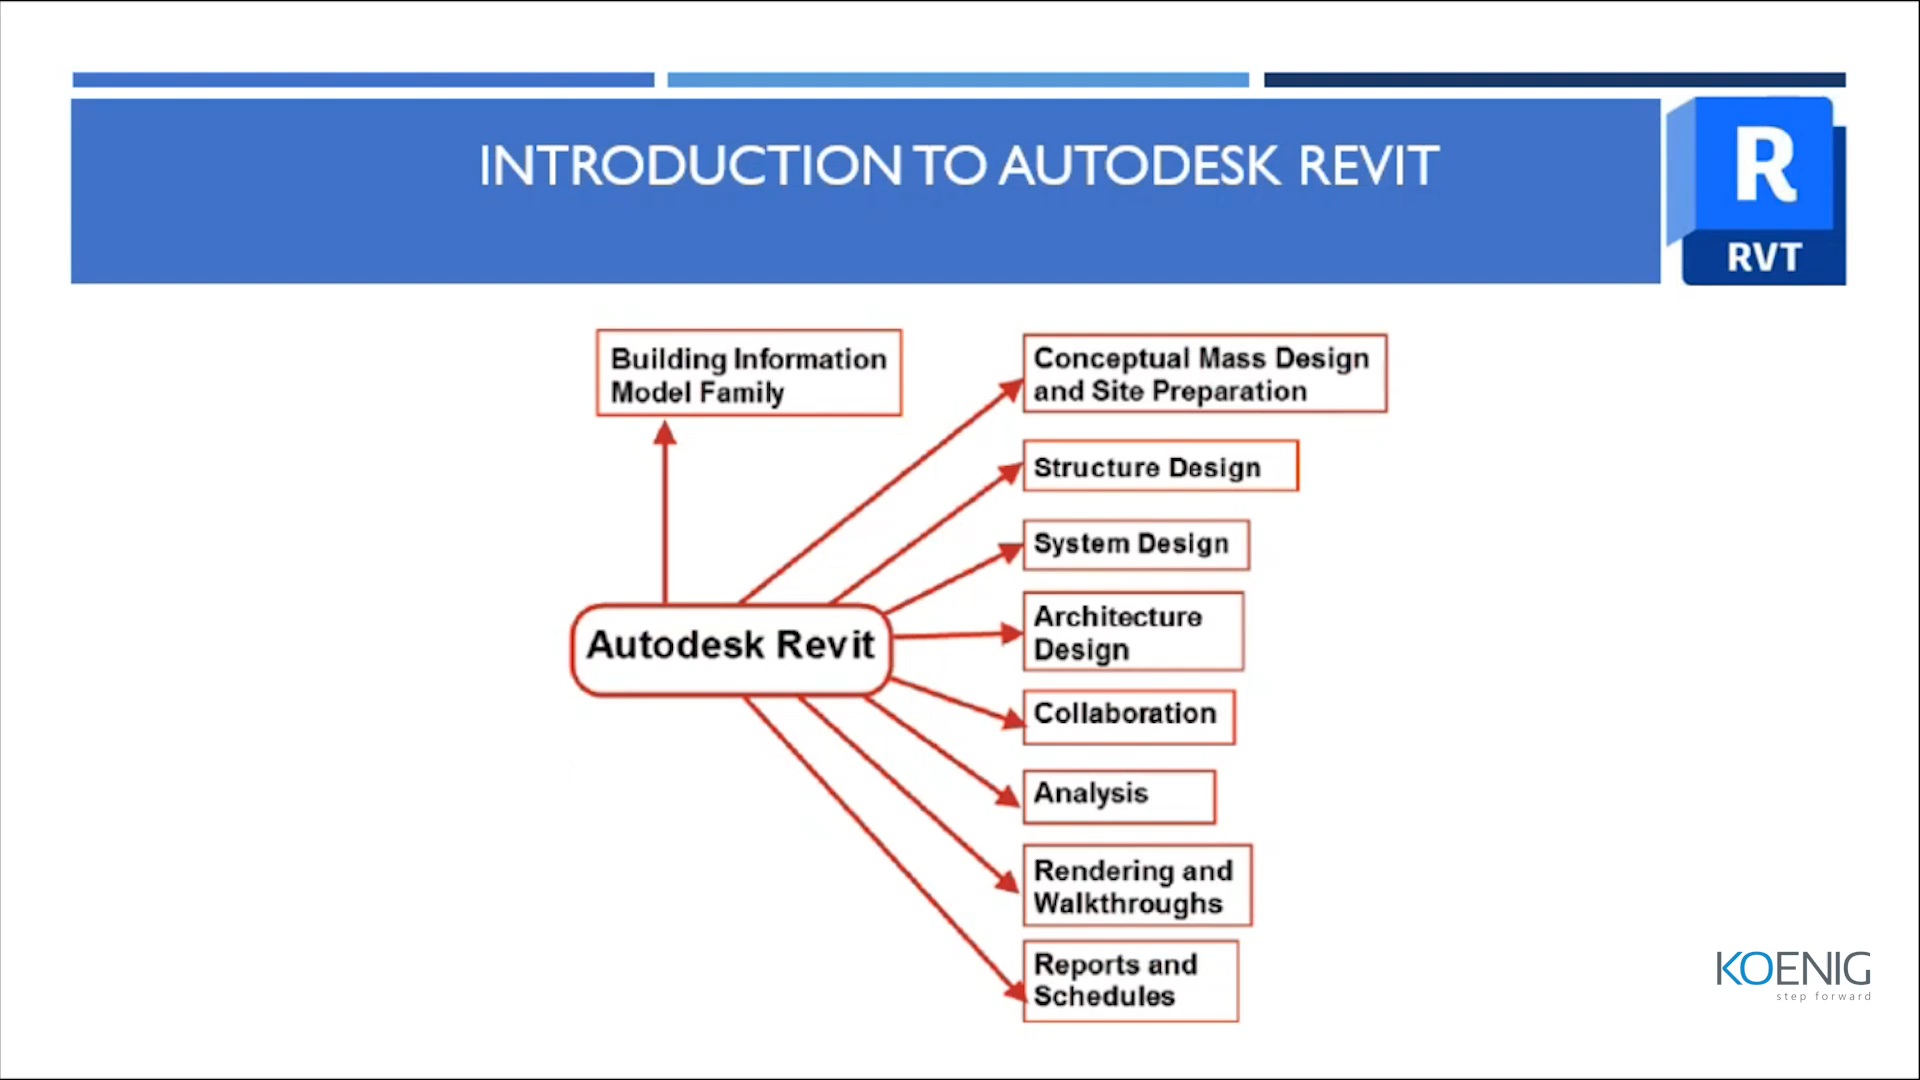 INTRODUCTION TO AUTODESK REVIT
R
RVT
Building Information
Model Family
Conceptual Mass Design
and Site Preparation
Structure Design
System Design
Architecture
Design
Autodesk Revit
Collaboration
Analysis
Rendering and
Walkthroughs
Reports and
Schedules
KOENIG
step forward